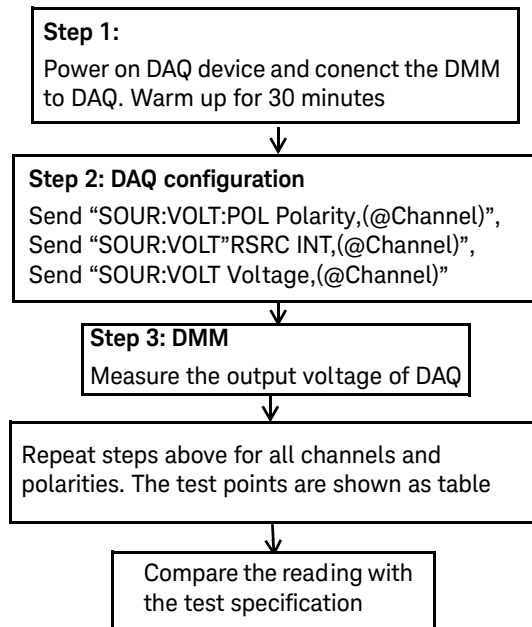 Step 1:
Power on DAQ device and conenct the DMM
to DAQ. Warm up for 30 minutes
Step 2: DAQ configuration
Send “SOUR:VOLT:POL Polarity,(@Channel)”,
Send “SOUR:VOLT”RSRC INT,(@Channel)”,
Send “SOUR:VOLT Voltage,(@Channel)”
Step 3: DMM
Measure the output voltage of DAQ
Repeat steps above for all channels and
polarities. The test points are shown as table
Compare the reading with
the test specification